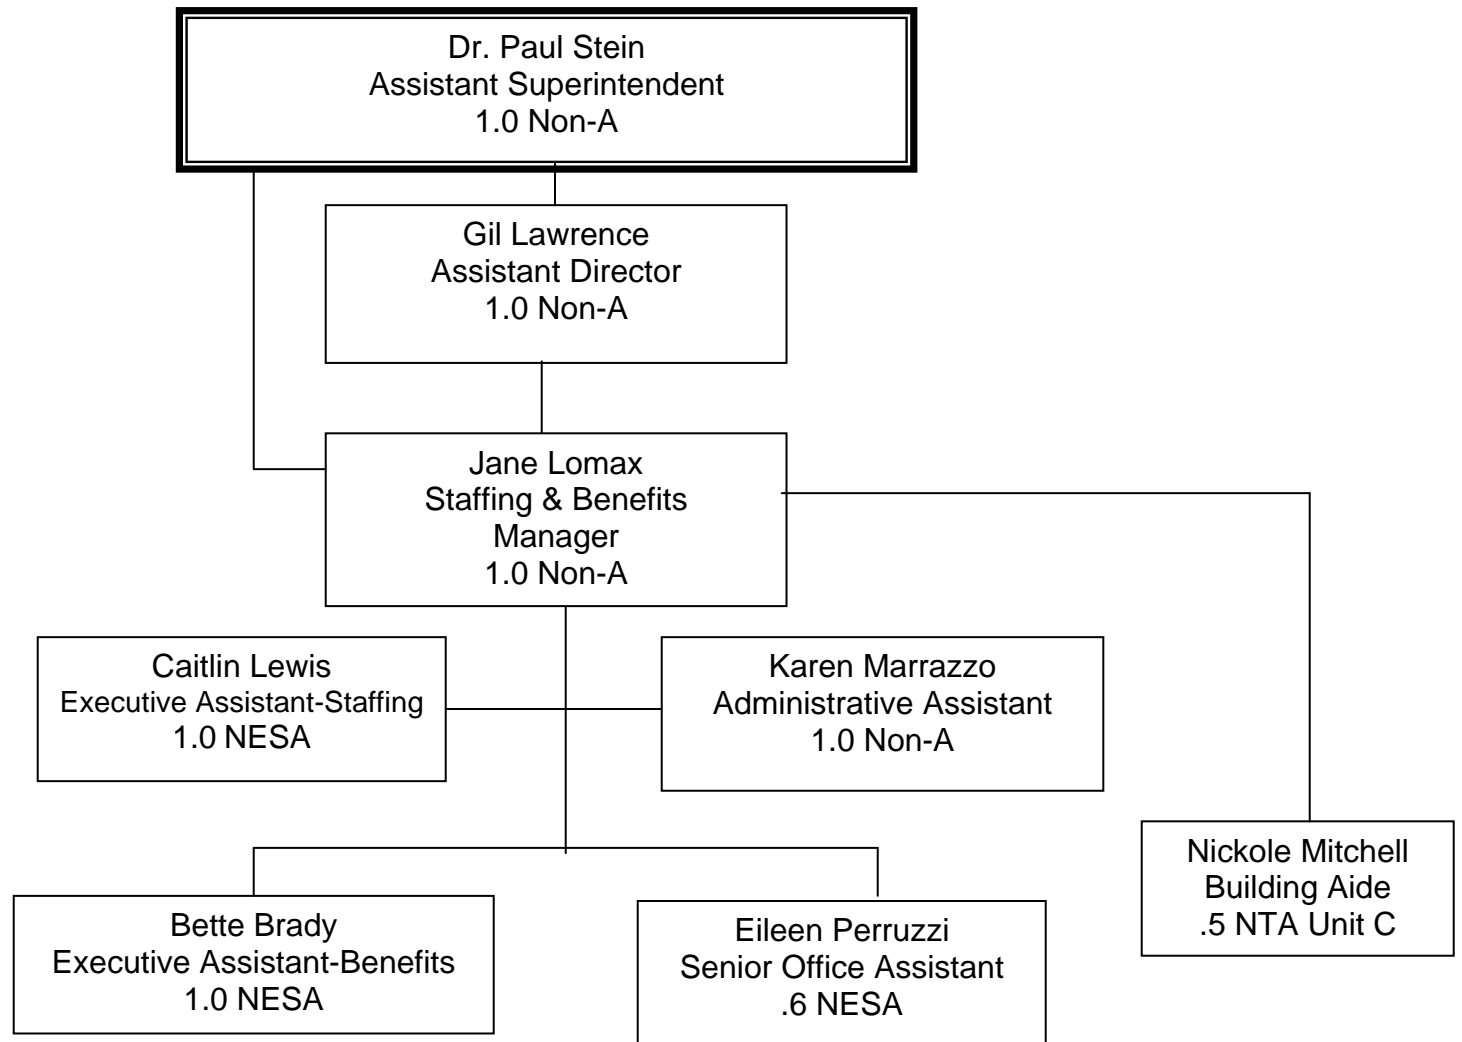 Dr. Paul Stein
Assistant Superintendent
1.0 Non-A
Gil Lawrence
Assistant Director
1.0 Non-A
Jane Lomax
Staffing & Benefits
Manager
1.0 Non-A
Caitlin Lewis
Executive Assistant-Staffing
1.0 NESA
Karen Marrazzo
Administrative Assistant
1.0 Non-A
Nickole Mitchell
Building Aide
.5 NTA Unit C
Bette Brady
Executive Assistant-Benefits
1.0 NESA
Eileen Perruzzi
Senior Office Assistant
.6 NESA